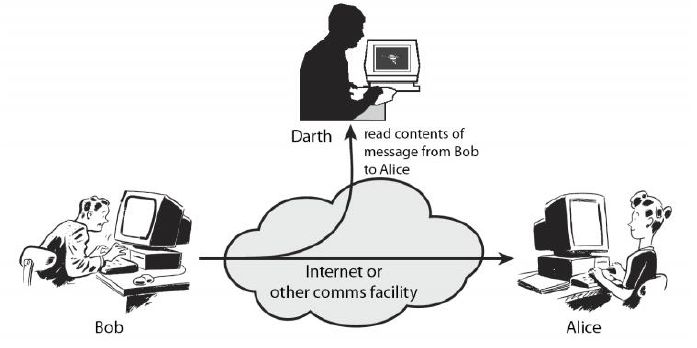 Darth
read contents of
message from Bob
to Alice
Internet or
other comms facility
Bob
Alice